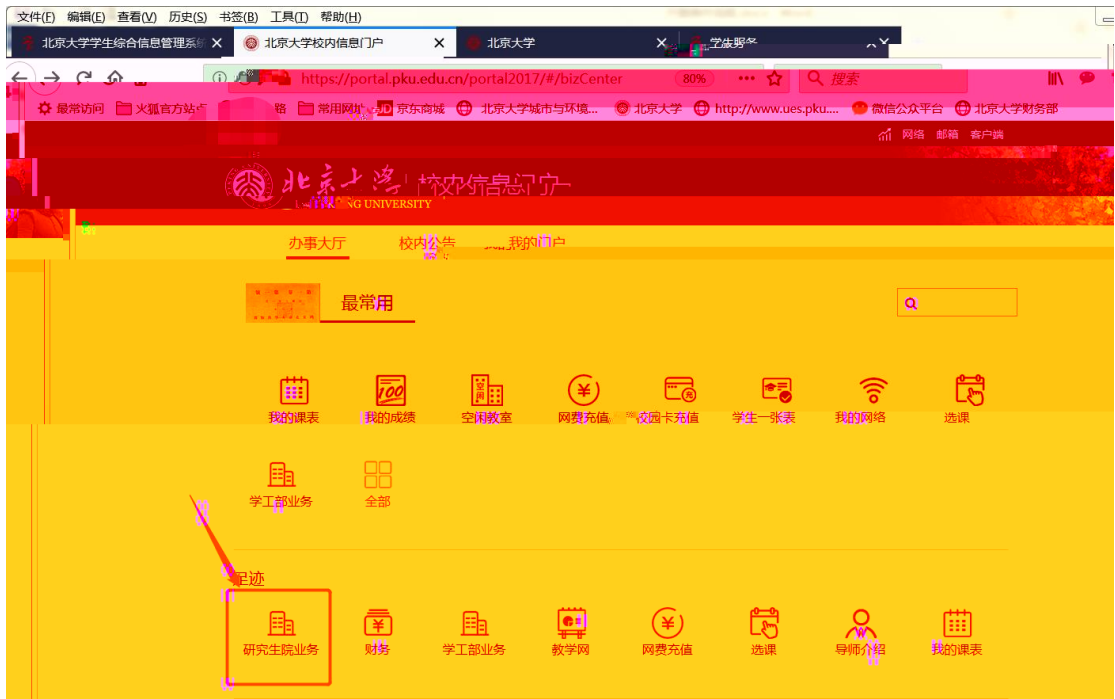 文件(F) 编辑(E) 查看(V) 历史(S) 书签(B) 工具(T) 帮助(H)
北京大学学生综合信息管理系统 北京大学校内信息门户 北京大学
https://portal.pku.edu.cn/portal2017/#/bizCenter 80% 搜索
最常访问 火狐官方站点 常用网址 JD 京东商城 北京大学城市与环境... 北京大学 http://www.ues.pku.... 微信公众平台 北京大学财务部
网络 邮箱 客户端
北京大学 校内信息门户
办事大厅 校内公告 我的门户
最常用
我的课表 我的成绩 空闲教室 网费充值 校园卡充值 学生一张表 我的网络 选课
学工部业务 全部
足迹
研究生院业务 财务 学工部业务 教学网 网费充值 选课 导师介绍 我的课表